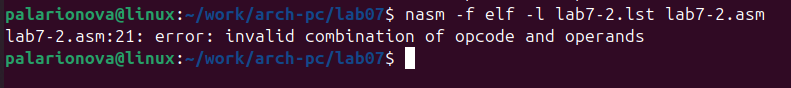 palarionova@linux:~/work/arch-pc/lab07$ nasm -f elf -l lab7-2.lst lab7-2.asm
lab7-2.asm:21: error: invalid combination of opcode and operands
palarionova@linux:~/work/arch-pc/lab07$